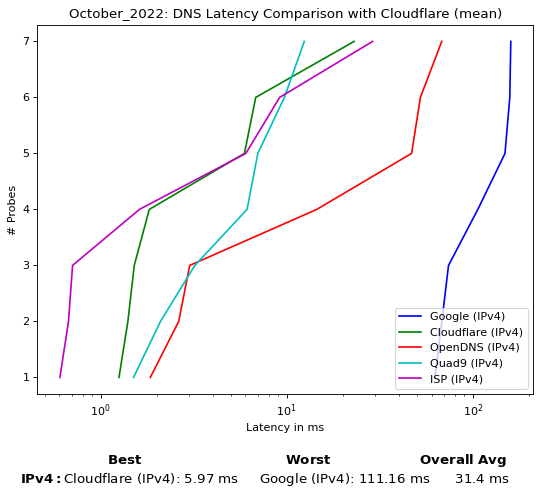 October_2022: DNS Latency Comparison with Cloudflare (mean)
# Probes
7
6
5
4
3
2
1
10⁰ 10¹ 10²
Latency in ms
Google (IPv4)
Cloudflare (IPv4)
OpenDNS (IPv4)
Quad9 (IPv4)
ISP (IPv4)
Best Worst Overall Avg
IPv4: Cloudflare (IPv4): 5.97 ms Google (IPv4): 111.16 ms 31.4 ms